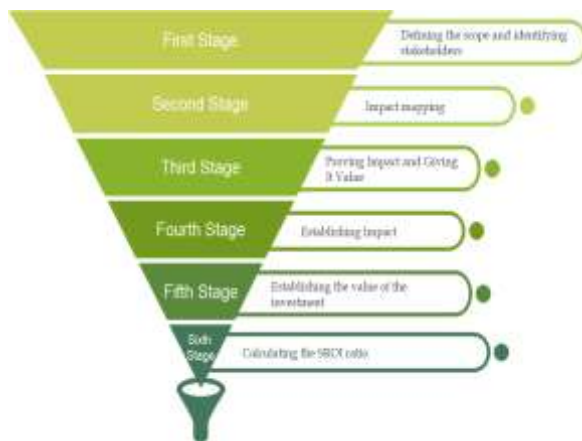 First Stage
Defining the scope and identifying
stakeholders
Second Stage
Impact mapping
Third Stage
Proving Impact and Giving
It Value
Fourth Stage
Establishing Impact
Fifth Stage
Establishing the value of the
investment
Sixth
Stage
Calculating the SROI ratio